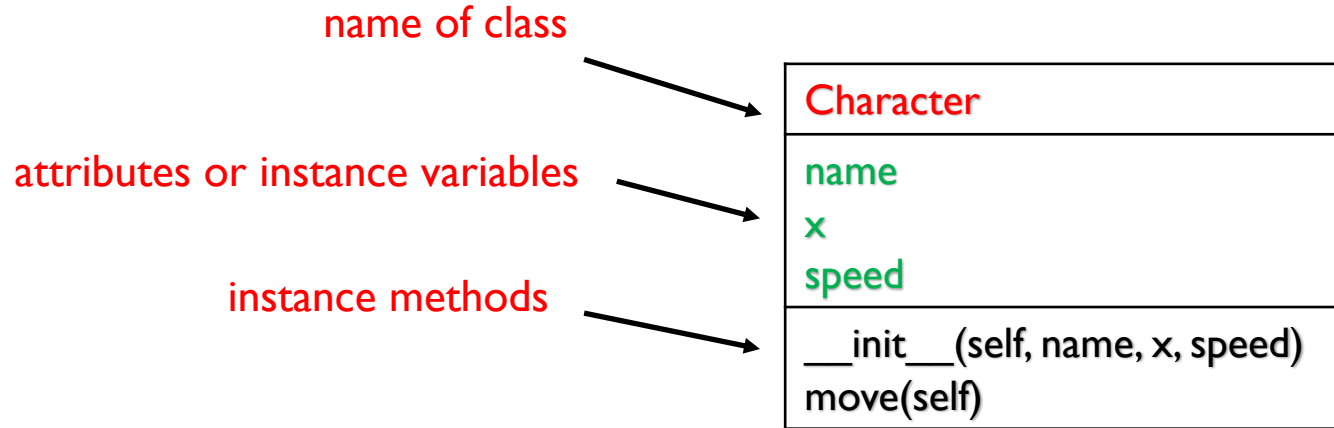 name of class
Character
attributes or instance variables
name
x
speed
instance methods
__init__(self, name, x, speed)
move(self)